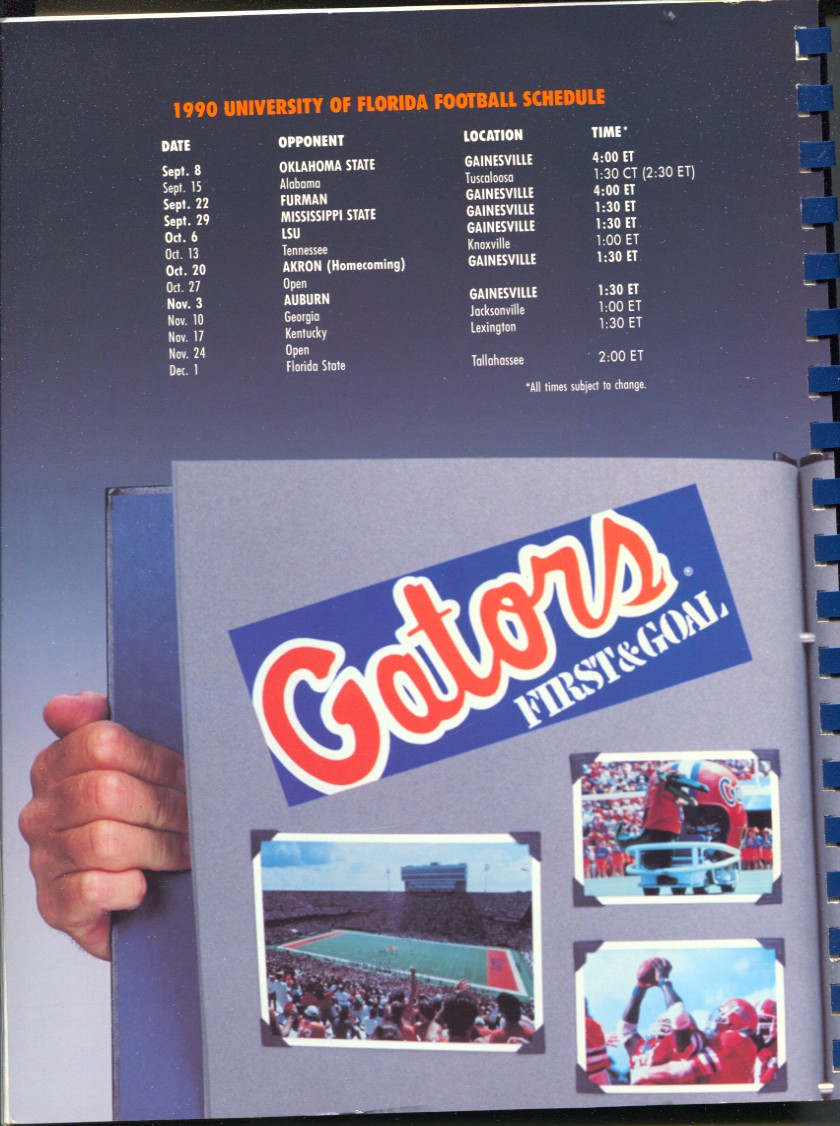 1990 UNIVERSITY OF FLORIDA FOOTBALL SCHEDULE
DATE OPPONENT LOCATION TIME*
Sept. 8 OKLAHOMA STATE GAINESVILLE 4:00 ET
Sept. 15 Alabama Tuscaloosa 1:30 CT (2:30 ET)
Sept. 22 FURMAN GAINESVILLE 4:00 ET
Sept. 29 MISSISSIPPI STATE GAINESVILLE 1:30 ET
Oct. 6 LSU GAINESVILLE 1:30 ET
Oct. 13 Tennessee Knoxville 1:00 ET
Oct. 20 AKRON (Homecoming) GAINESVILLE 1:30 ET
Oct. 27 Open
Nov. 3 AUBURN GAINESVILLE 1:30 ET
Nov. 10 Georgia Jacksonville 1:00 ET
Nov. 17 Kentucky Lexington 1:30 ET
Nov. 24 Open
Dec. 1 Florida State Tallahassee 2:00 ET
*All times subject to change.
Gators®
FIRST&GOAL